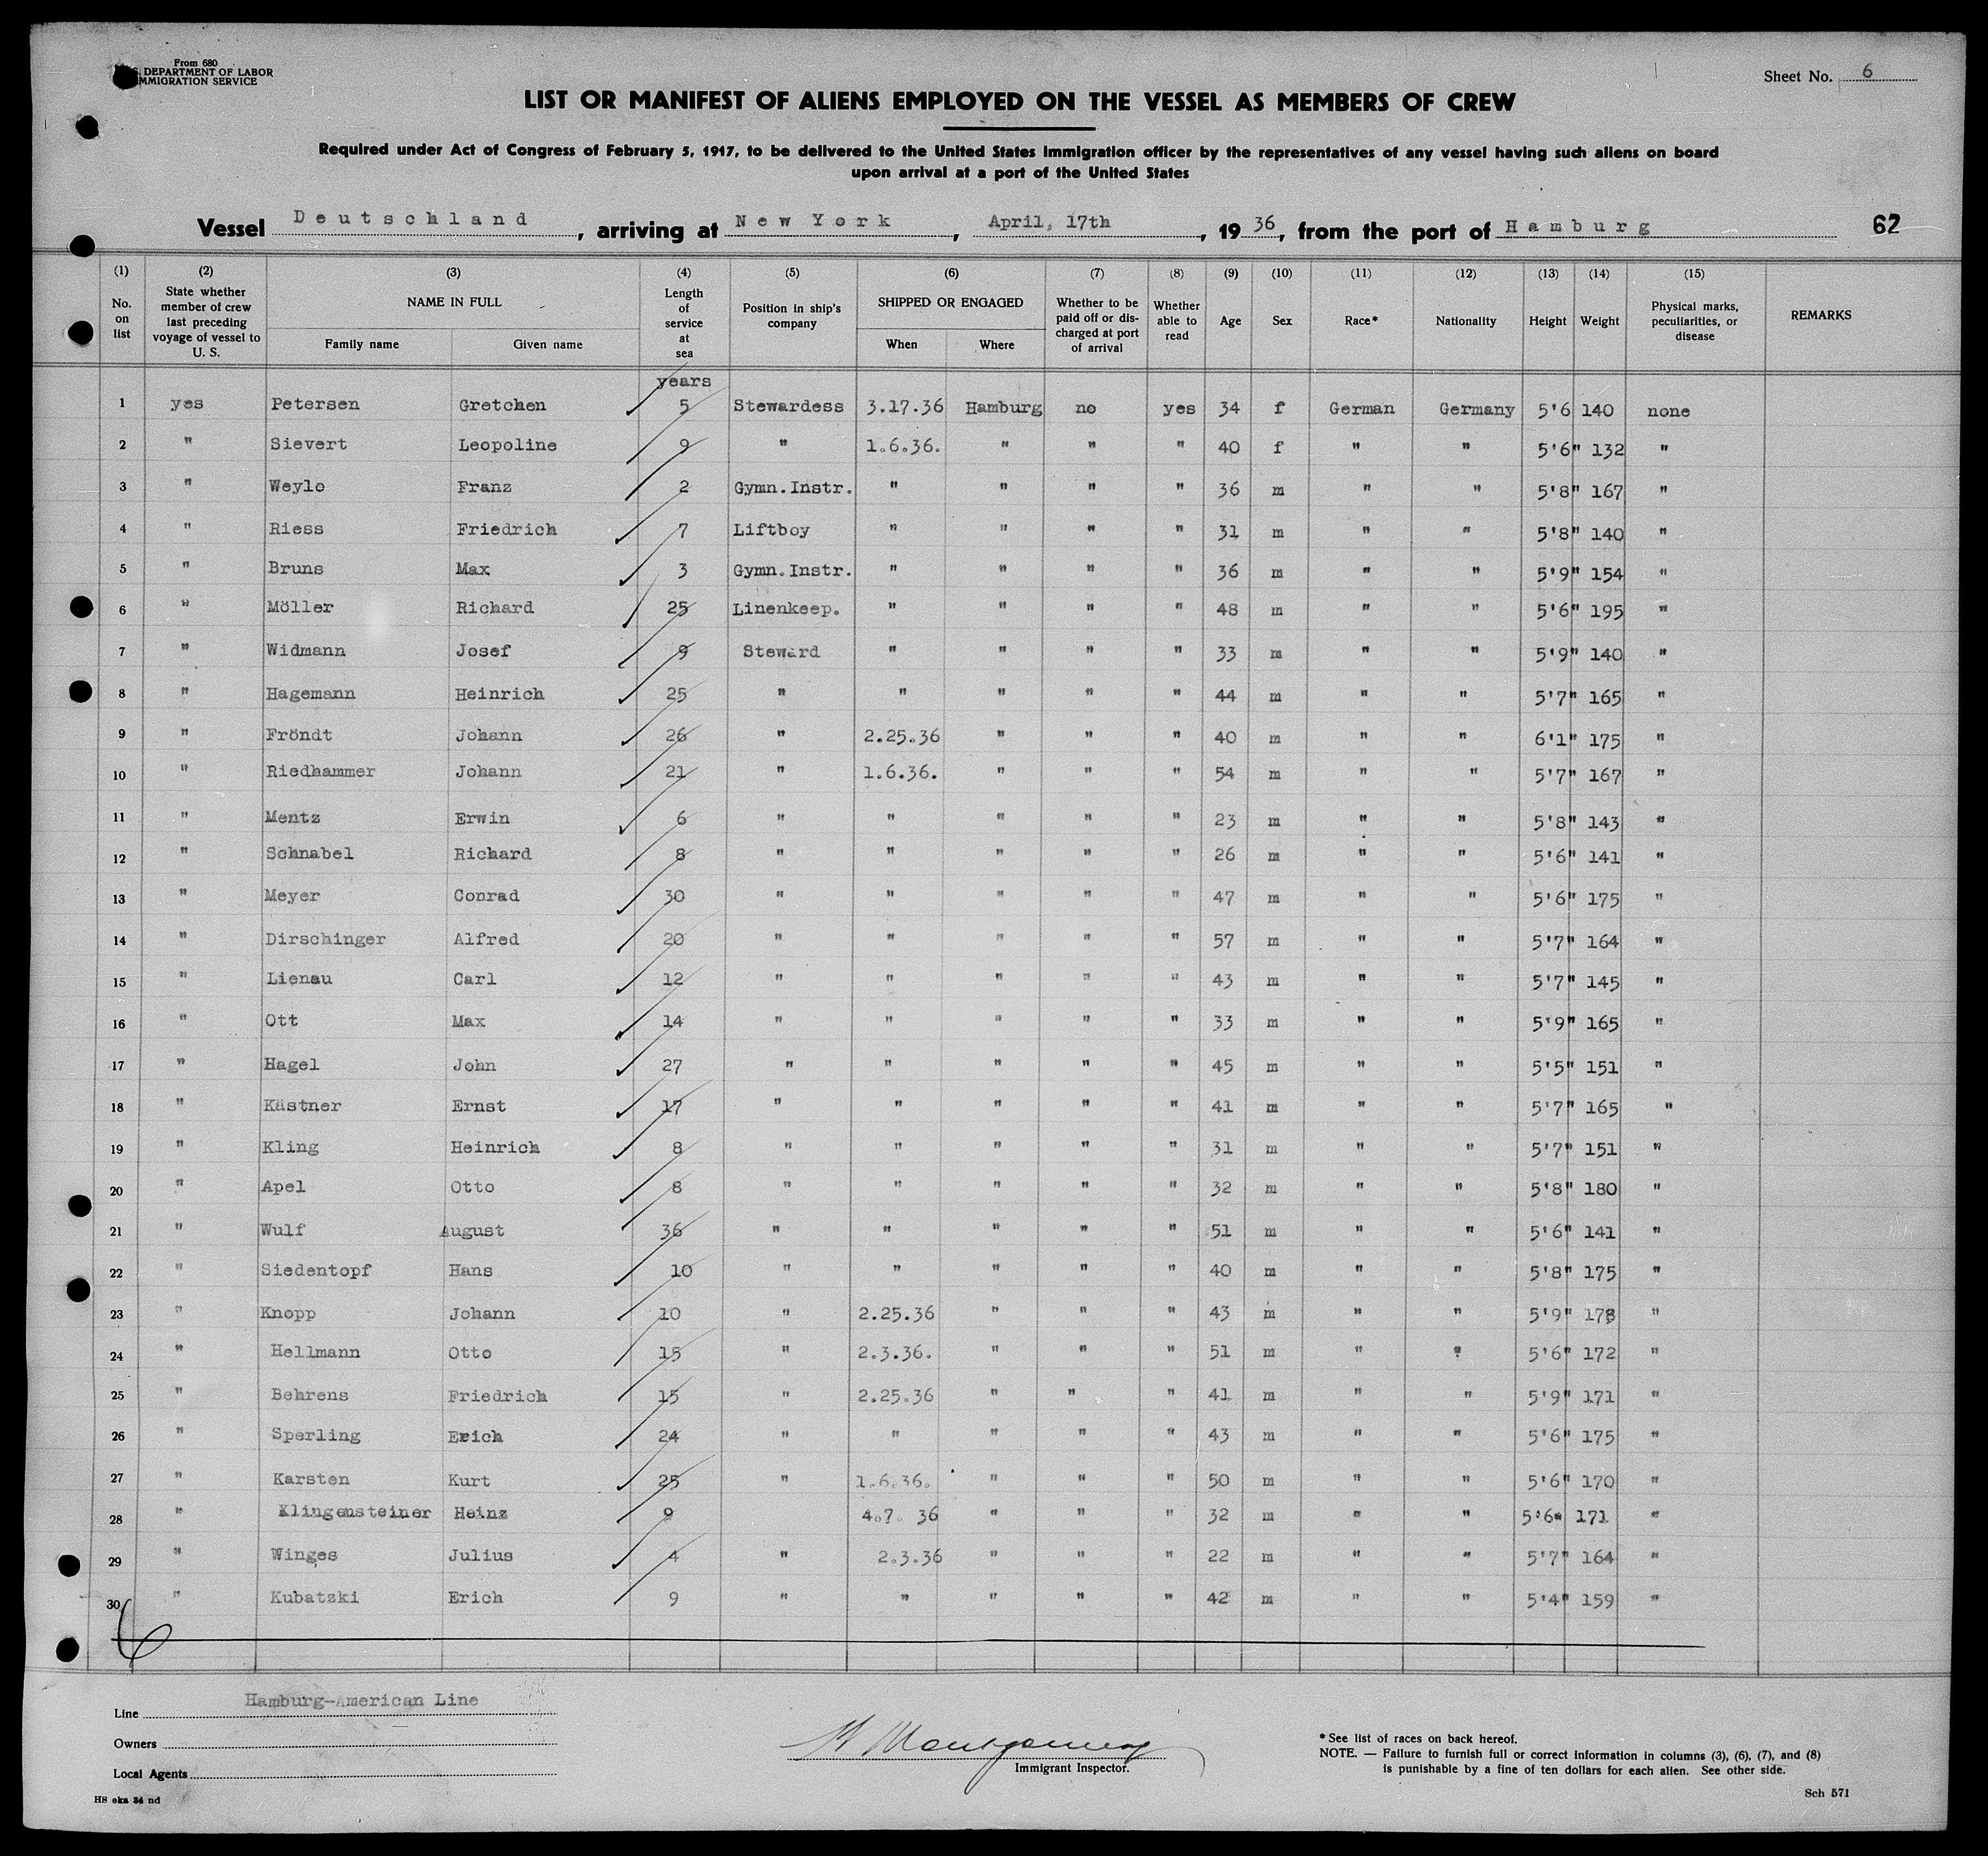 From 680
U.S. DEPARTMENT OF LABOR
IMMIGRATION SERVICE
Sheet No. 6
LIST OR MANIFEST OF ALIENS EMPLOYED ON THE VESSEL AS MEMBERS OF CREW
Required under Act of Congress of February 5, 1917, to be delivered to the United States Immigration officer by the representatives of any vessel having such aliens on board
upon arrival at a port of the United States
Vessel Deutschland, arriving at New York, April, 17th, 1936, from the port of Hamburg 62
(1) No. on list (2) State whether member of crew last preceding voyage of vessel to U. S. (3) NAME IN FULL Family name Given name (4) Length of service at sea (5) Position in ship's company (6) SHIPPED OR ENGAGED When Where (7) Whether to be paid off or dis-charged at port of arrival (8) Whether able to read (9) Age (10) Sex (11) Race* (12) Nationality (13) Height (14) Weight (15) Physical marks, peculiarities, or disease REMARKS
years
1 yes Petersen Gretchen 5 Stewardess 3.17.36 Hamburg no yes 34 f German Germany 5'6 140 none
2 " Sievert Leopoline 9 " 1.6.36. " " " 40 f " " 5'6" 132 "
3 " Weylo Franz 2 Gymn.Instr. " " " " 36 m " " 5'8" 167 "
4 " Riess Friedrich 7 Liftboy " " " " 31 m " " 5'8" 140 "
5 " Bruns Max 3 Gymn.Instr. " " " " 36 m " " 5'9" 154 "
6 " Möller Richard 25 Linenkeep. " " " " 48 m " " 5'6" 195 "
7 " Widmann Josef 9 Steward " " " " 33 m " " 5'9" 140 "
8 " Hagemann Heinrich 25 " " " " " 44 m " " 5'7" 165 "
9 " Fröndt Johann 26 " 2.25.36 " " " 40 m " " 6'1" 175 "
10 " Riedhammer Johann 21 " 1.6.36. " " " 54 m " " 5'7" 167 "
11 " Mentz Erwin 6 " " " " " 23 m " " 5'8" 143 "
12 " Schnabel Richard 8 " " " " " 26 m " " 5'6" 141 "
13 " Meyer Conrad 30 " " " " " 47 m " " 5'6" 175 "
14 " Dirschinger Alfred 20 " " " " " 57 m " " 5'7" 164 "
15 " Lienau Carl 12 " " " " " 43 m " " 5'7" 145 "
16 " Ott Max 14 " " " " " 33 m " " 5'9" 165 "
17 " Hagel John 27 " " " " " 45 m " " 5'5" 151 "
18 " Kästner Ernst 17 " " " " " 41 m " " 5'7" 165 "
19 " Kling Heinrich 8 " " " " " 31 m " " 5'7" 151 "
20 " Apel Otto 8 " " " " " 32 m " " 5'8" 180 "
21 " Wulf August 36 " " " " " 51 m " " 5'6" 141 "
22 " Siedentopf Hans 10 " " " " " 40 m " " 5'8" 175 "
23 " Knopp Johann 10 " 2.25.36 " " " 43 m " " 5'9" 178 "
24 " Hellmann Otto 15 " 2.3.36. " " " 51 m " " 5'6" 172 "
25 " Behrens Friedrich 15 " 2.25.36 " " " 41 m " " 5'9" 171 "
26 " Sperling Erich 24 " " " " " 43 m " " 5'6" 175 "
27 " Karsten Kurt 25 " 1.6.36. " " " 50 m " " 5'6" 170 "
28 " Klingensteiner Heinz 9 4.7. 36 " " " 32 m " " 5'6" 171 "
29 " Winges Julius 4 " 2.3.36 " " " 22 m " " 5'7" 164 "
30 " Kubatzki Erich 9 " " " " " 42 m " " 5'4" 159 "
Line Hamburg-American Line
Owners
Local Agents
Montgomery
Immigrant Inspector.
* See list of races on back hereof.
NOTE. — Failure to furnish full or correct information in columns (3), (6), (7), and (8)
is punishable by a fine of ten dollars for each alien. See other side.
Sch 571